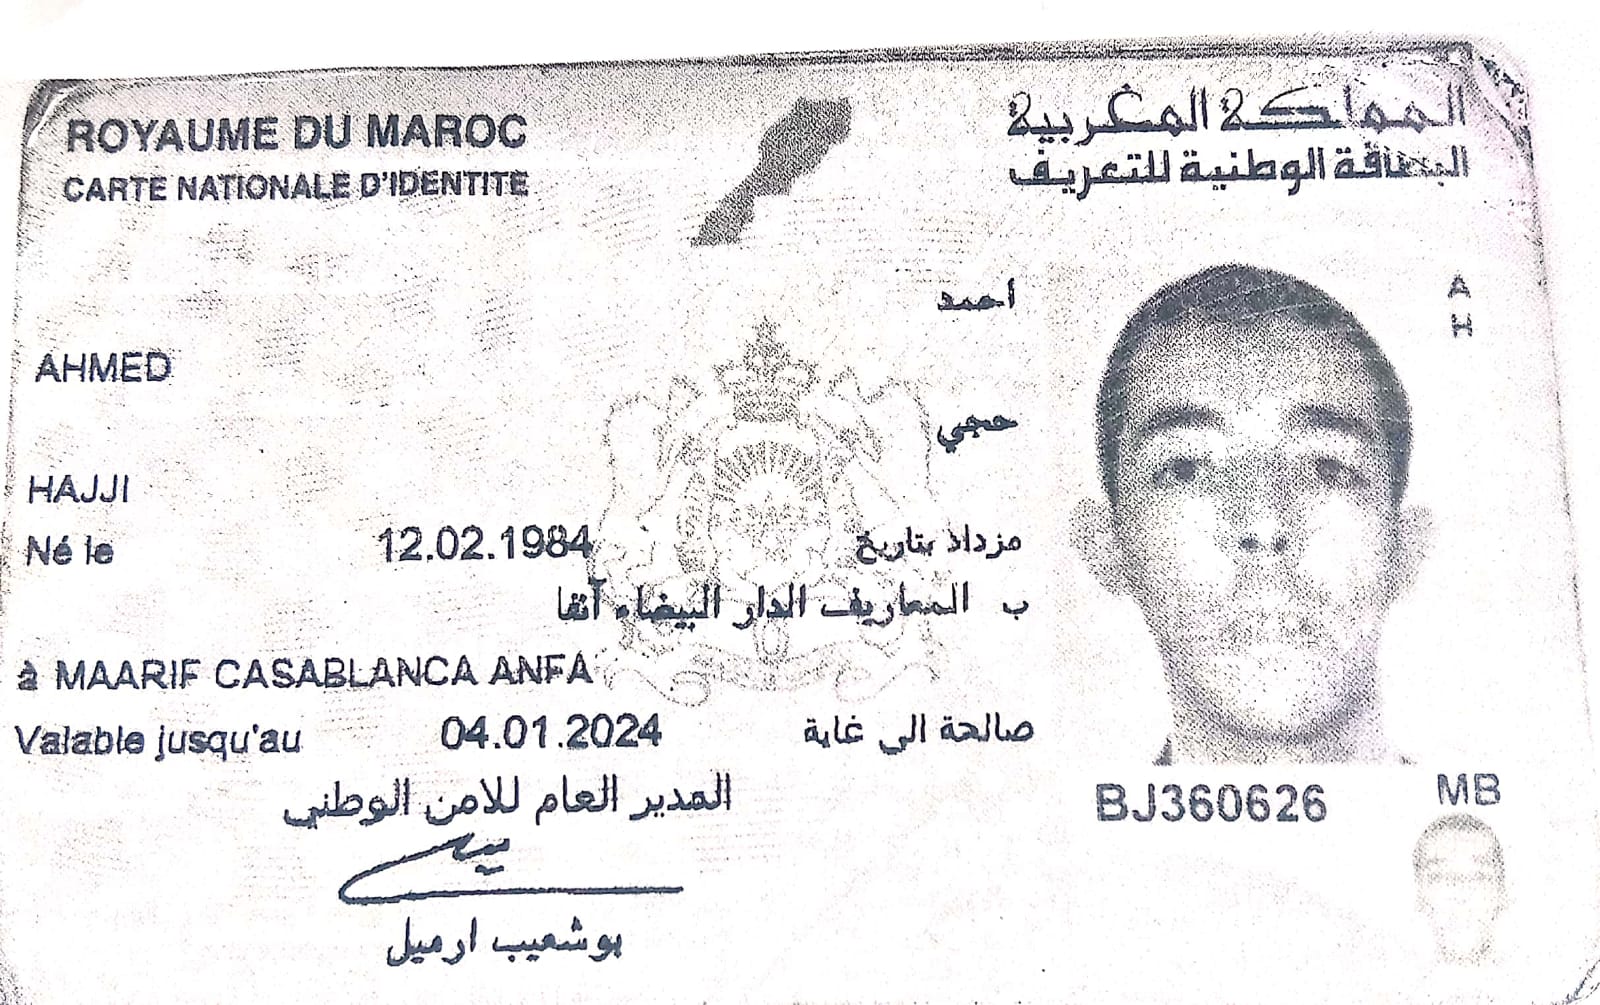 ROYAUME DU MAROC
المملكة المغربية
CARTE NATIONALE D'IDENTITE
البطاقة الوطنية للتعريف
احمد
A
H
AHMED
حجي
HAJJI
Né le 12.02.1984 مزداد بتاريخ
ب المعاريف الدار البيضاء آنفا
à MAARIF CASABLANCA ANFA
Valable jusqu'au 04.01.2024 صالحة الى غاية
المدير العام للامن الوطني
BJ360626
MB
بوشعيب ارميل